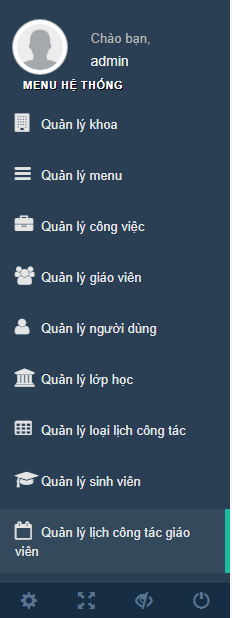 Chào bạn,
admin
MENU HỆ THỐNG
Quản lý khoa
Quản lý menu
Quản lý công việc
Quản lý giáo viên
Quản lý người dùng
Quản lý lớp học
Quản lý loại lịch công tác
Quản lý sinh viên
Quản lý lịch công tác giáo
viên